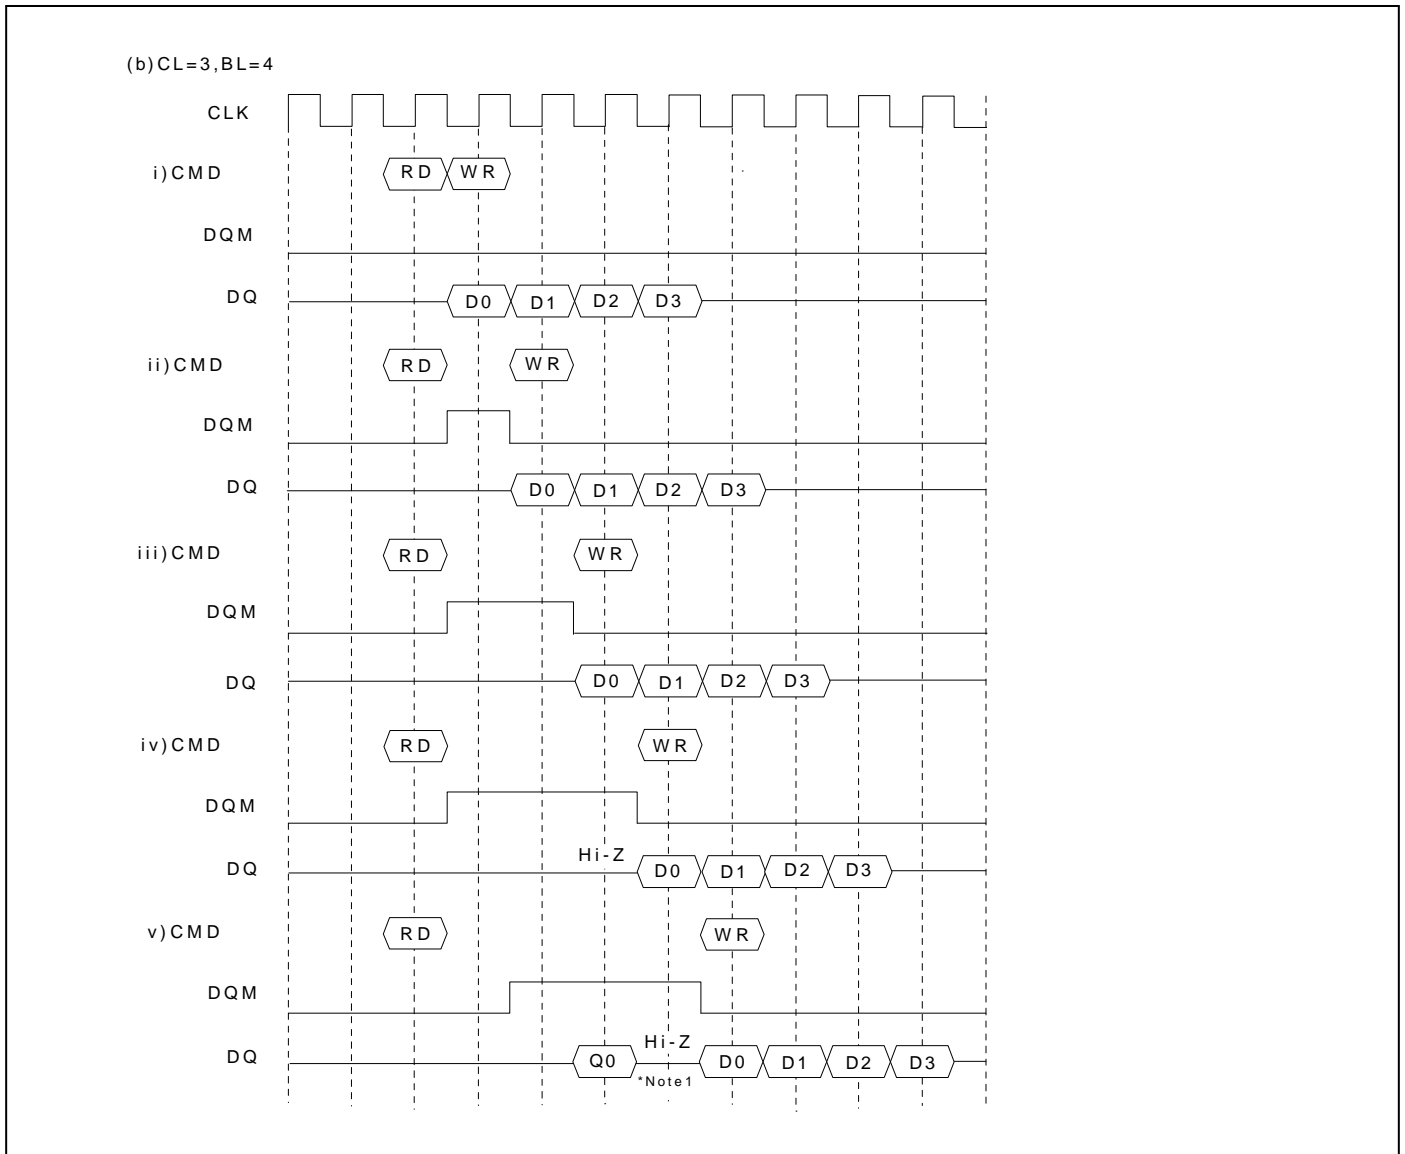 (b)CL=3,BL=4
CLK
i)CMD RD WR
DQM
DQ D0 D1 D2 D3
ii)CMD RD WR
DQM
DQ D0 D1 D2 D3
iii)CMD RD WR
DQM
DQ D0 D1 D2 D3
iv)CMD RD WR
DQM
Hi-Z
DQ D0 D1 D2 D3
v)CMD RD WR
DQM
Hi-Z
DQ Q0 D0 D1 D2 D3
*Note1